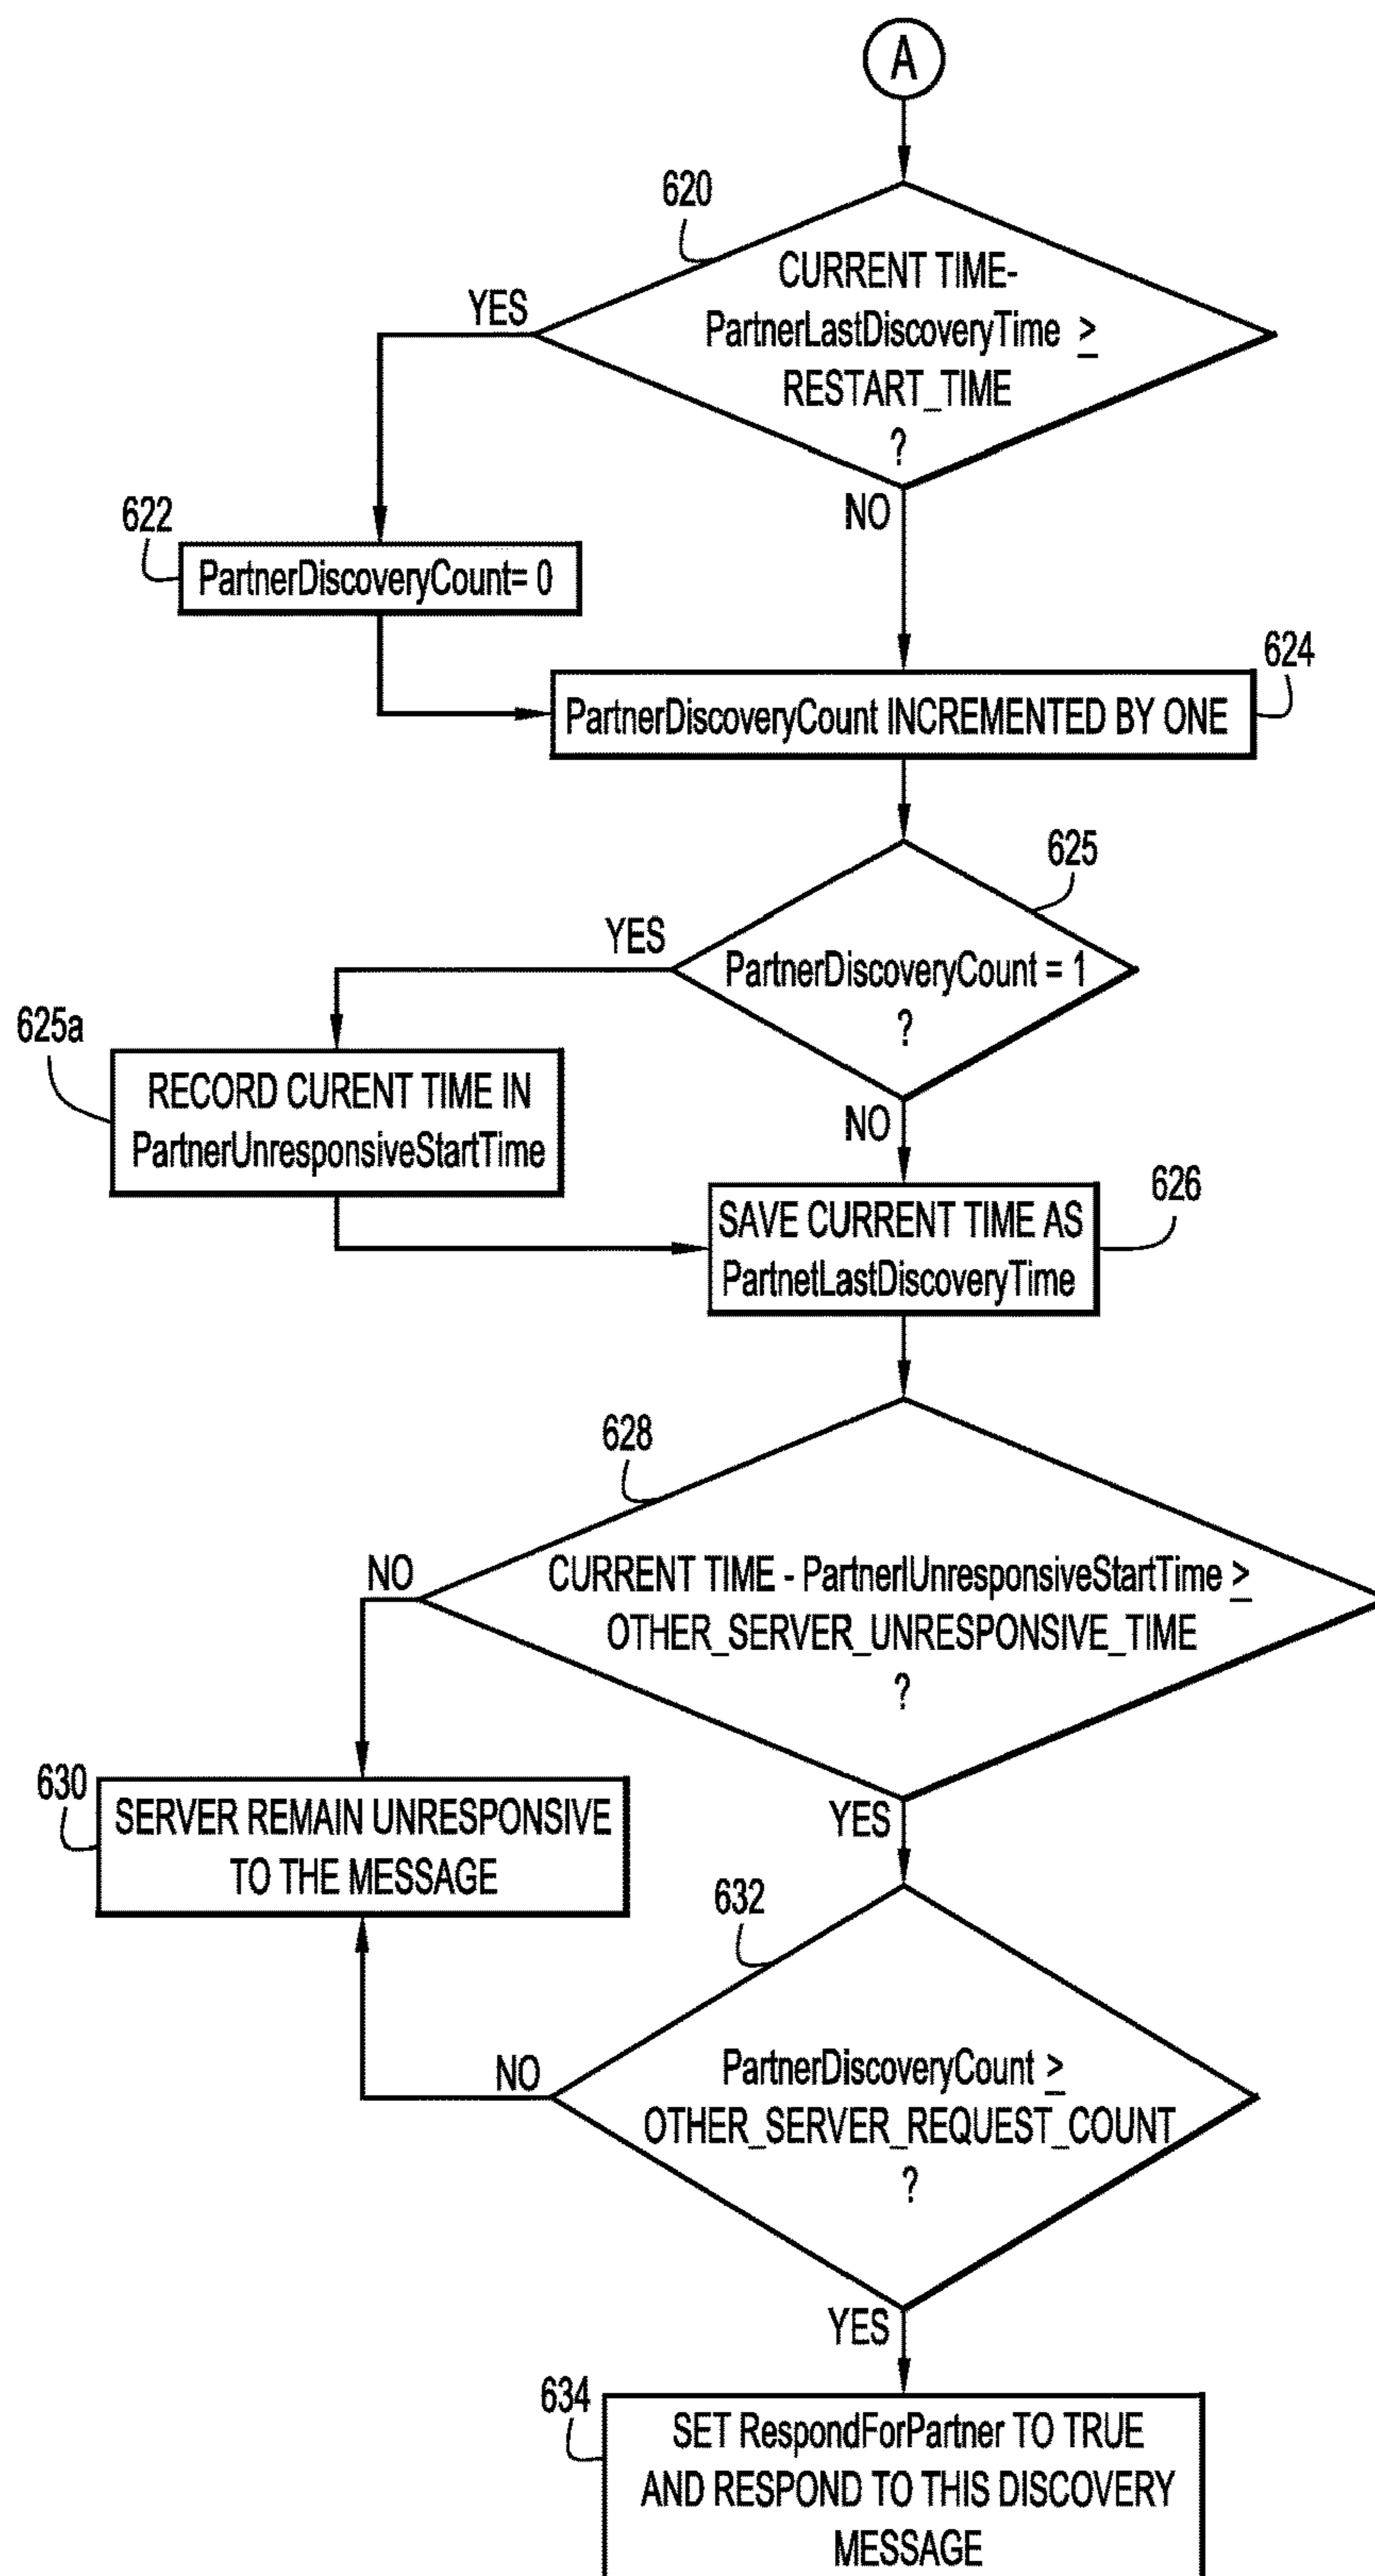 A
620
CURRENT TIME-
PartnerLastDiscoveryTime ≥
RESTART_TIME
?
YES
NO
622
PartnerDiscoveryCount= 0
624
PartnerDiscoveryCount INCREMENTED BY ONE
625
YES
PartnerDiscoveryCount = 1
?
625a
RECORD CURENT TIME IN
PartnerUnresponsiveStartTime
NO
626
SAVE CURRENT TIME AS
PartnetLastDiscoveryTime
628
NO
CURRENT TIME - PartnerlUnresponsiveStartTime ≥
OTHER_SERVER_UNRESPONSIVE_TIME
?
YES
630
SERVER REMAIN UNRESPONSIVE
TO THE MESSAGE
632
NO
PartnerDiscoveryCount ≥
OTHER_SERVER_REQUEST_COUNT
?
YES
634
SET RespondForPartner TO TRUE
AND RESPOND TO THIS DISCOVERY
MESSAGE